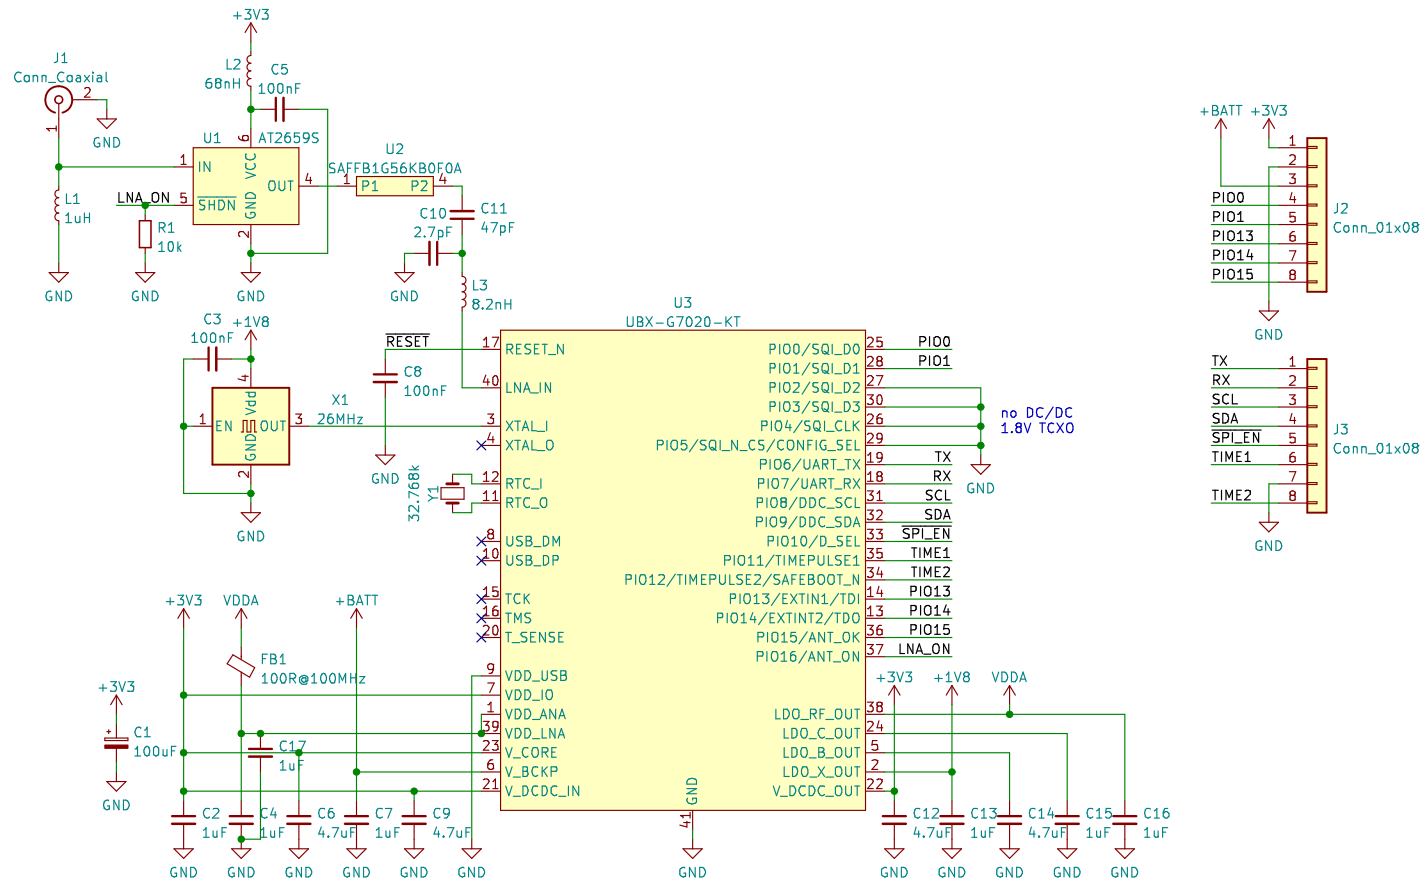 +3V3
J1
Conn_Coaxial
2
1
GND
L2
68nH
C5
100nF
U1
AT2659S
6
VCC
1
IN
OUT
4
5
SHDN
GND
2
LNA_ON
L1
1uH
R1
10k
GND
GND
GND
U2
SAFFB1G56KB0F0A
1
P1
P2
4
C11
47pF
C10
2.7pF
GND
L3
8.2nH
C3
100nF
+1V8
4
Vdd
1
EN
OUT
3
GND
2
X1
26MHz
GND
RESET
C8
100nF
GND
32.768k
Y1
U3
UBX-G7020-KT
17
RESET_N
40
LNA_IN
3
XTAL_I
4
XTAL_O
12
RTC_I
11
RTC_O
8
USB_DM
10
USB_DP
15
TCK
16
TMS
20
T_SENSE
9
VDD_USB
7
VDD_IO
1
VDD_ANA
39
VDD_LNA
23
V_CORE
6
V_BCKP
21
V_DCDC_IN
GND
41
GND
PIO0/SQI_D0
25
PIO0
PIO1/SQI_D1
28
PIO1
PIO2/SQI_D2
27
PIO3/SQI_D3
30
PIO4/SQI_CLK
26
PIO5/SQI_N_CS/CONFIG_SEL
29
PIO6/UART_TX
19
TX
PIO7/UART_RX
18
RX
PIO8/DDC_SCL
31
SCL
PIO9/DDC_SDA
32
SDA
PIO10/D_SEL
33
SPI_EN
PIO11/TIMEPULSE1
35
TIME1
PIO12/TIMEPULSE2/SAFEBOOT_N
34
TIME2
PIO13/EXTIN1/TDI
14
PIO13
PIO14/EXTINT2/TDO
13
PIO14
PIO15/ANT_OK
36
PIO15
PIO16/ANT_ON
37
LNA_ON
LDO_RF_OUT
38
LDO_C_OUT
24
LDO_B_OUT
5
LDO_X_OUT
2
V_DCDC_OUT
22
no DC/DC
1.8V TCXO
GND
+3V3
VDDA
+BATT
FB1
100R@100MHz
+3V3
C1
100uF
GND
C17
1uF
C2
1uF
GND
C4
1uF
GND
C6
4.7uF
GND
C7
1uF
GND
C9
4.7uF
GND
GND
+3V3
+1V8
VDDA
C12
4.7uF
GND
C13
1uF
GND
C14
4.7uF
GND
C15
1uF
GND
C16
1uF
GND
+BATT
+3V3
1
2
3
PIO0
4
PIO1
5
PIO13
6
PIO14
7
PIO15
8
J2
Conn_01x08
GND
TX
1
RX
2
SCL
3
SDA
4
SPI_EN
5
TIME1
6
7
TIME2
8
J3
Conn_01x08
GND